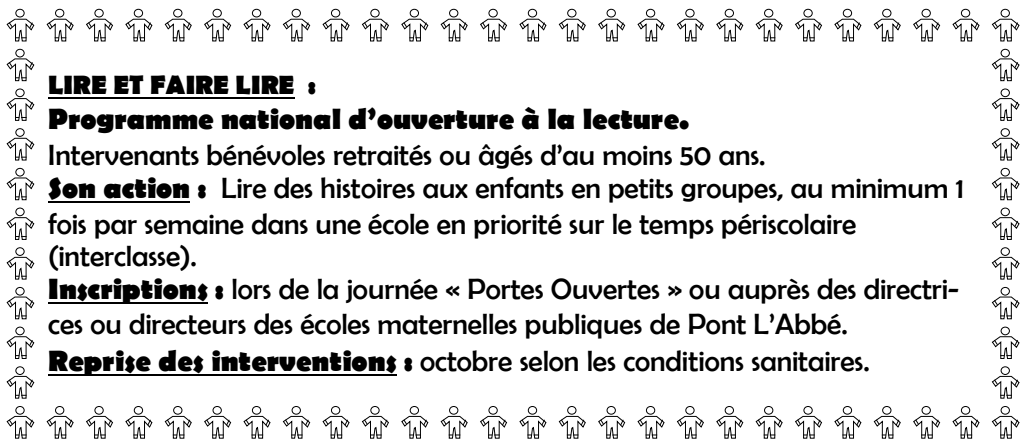 LIRE ET FAIRE LIRE :
Programme national d’ouverture à la lecture.
Intervenants bénévoles retraités ou âgés d’au moins 50 ans.
Son action : Lire des histoires aux enfants en petits groupes, au minimum 1
fois par semaine dans une école en priorité sur le temps périscolaire
(interclasse).
Inscriptions : lors de la journée « Portes Ouvertes » ou auprès des directri-
ces ou directeurs des écoles maternelles publiques de Pont L’Abbé.
Reprise des interventions : octobre selon les conditions sanitaires.